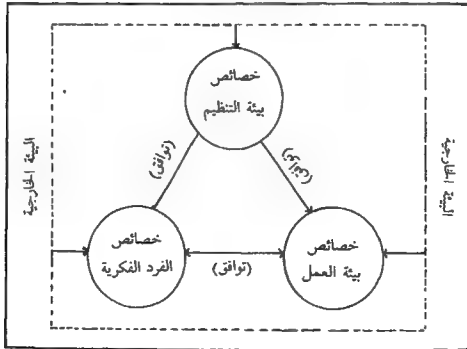 خصائص
بيئة التنظيم
(توافق)
(توافق)
البيئة الخارجية
البيئة الخارجية
خصائص
بيئة العمل
(توافق)
خصائص
الفرد الفكرية